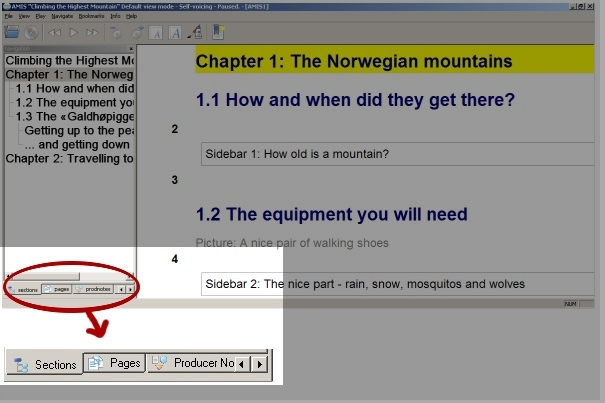 AMIS "Climbing the Highest Mountain" Default view mode - Self-voicing - Paused. - [AMIS1]
File View Play Navigate Bookmarks Info Help
Navigation
Climbing the Highest Mo
Chapter 1: The Norweg
1.1 How and when did
1.2 The equipment you
1.3 The «Galdhøpigge
Getting up to the pea
... and getting down
Chapter 2: Travelling to
Chapter 1: The Norwegian mountains
1.1 How and when did they get there?
2
Sidebar 1: How old is a mountain?
3
1.2 The equipment you will need
Picture: A nice pair of walking shoes
4
Sidebar 2: The nice part - rain, snow, mosquitos and wolves
sections pages prodnotes
NUM
Sections Pages Producer No